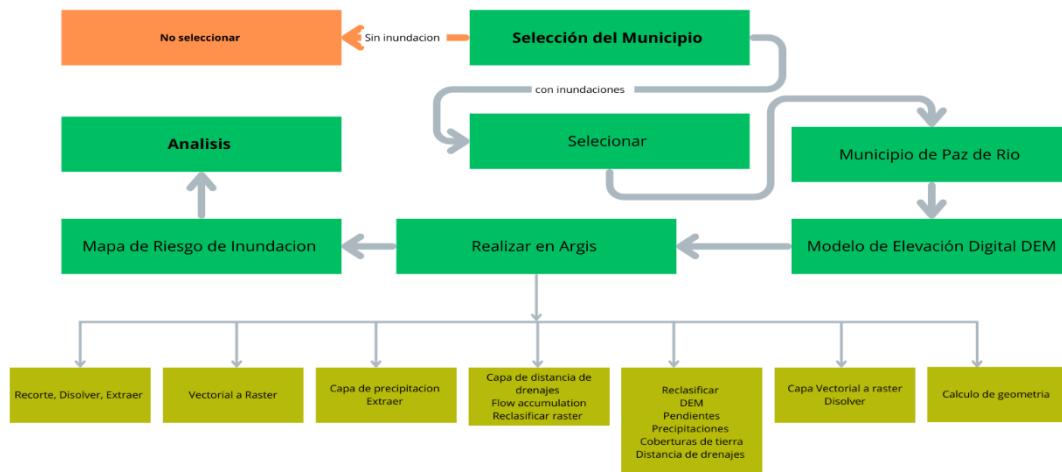 No seleccionar
Sin inundacion
Selección del Municipio
con inundaciones
Analisis
Selecionar
Municipio de Paz de Rio
Mapa de Riesgo de Inundacion
Realizar en Argis
Modelo de Elevación Digital DEM
Recorte, Disolver, Extraer
Vectorial a Raster
Capa de precipitacion
Extraer
Capa de distancia de
drenajes
Flow accumulation
Reclasificar raster
Reclasificar
DEM
Pendientes
Precipitaciones
Coberturas de tierra
Distancia de drenajes
Capa Vectorial a raster
Disolver
Calculo de geometria